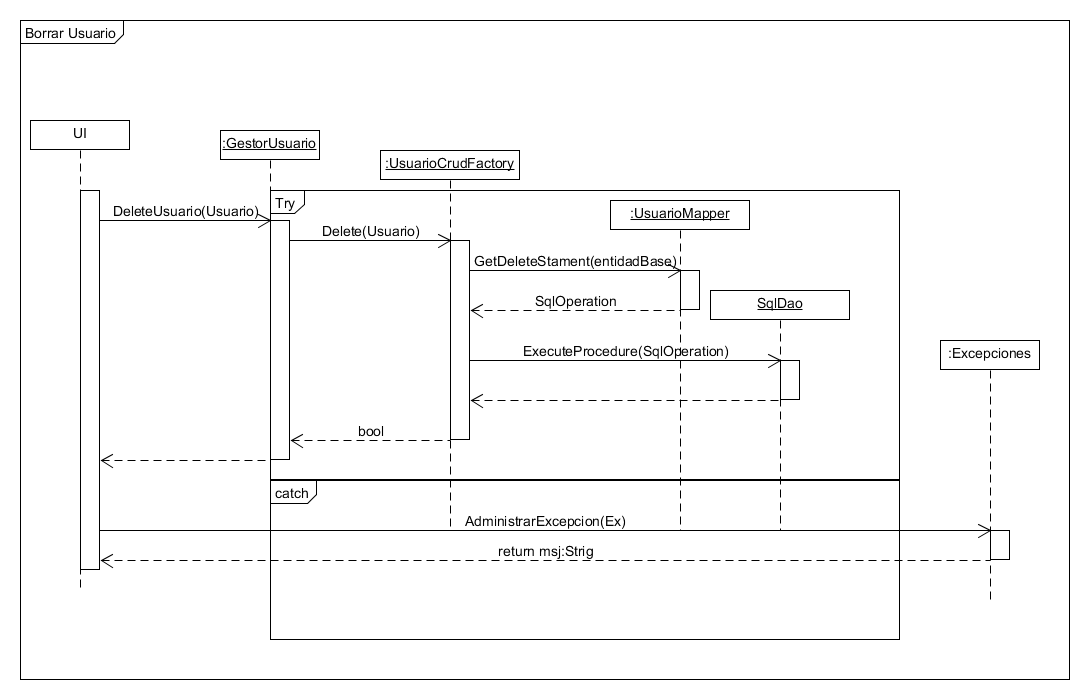 Borrar Usuario
UI
:GestorUsuario
:UsuarioCrudFactory
Try
DeleteUsuario(Usuario)
:UsuarioMapper
Delete(Usuario)
GetDeleteStament(entidadBase)
SqlOperation
SqlDao
ExecuteProcedure(SqlOperation)
:Excepciones
bool
catch
AdministrarExcepcion(Ex)
return msj:Strig